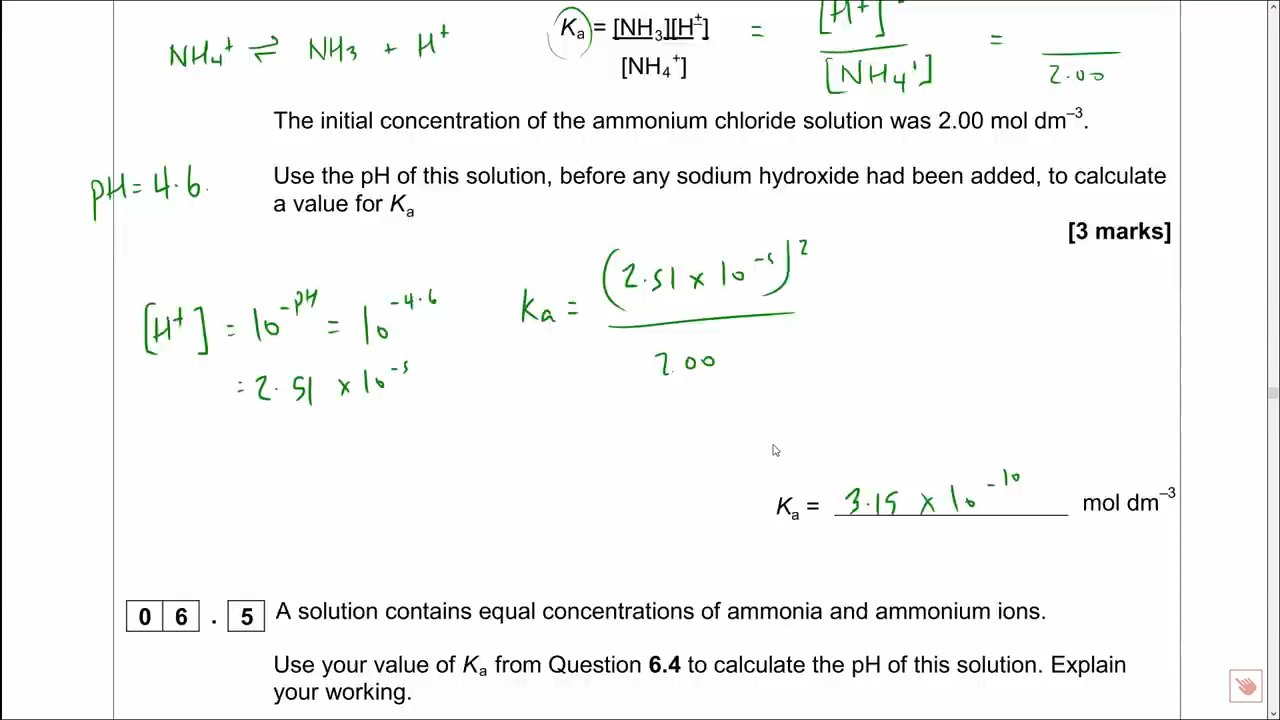 NH4+ ⇌ NH3 + H+
Ka = [NH3][H+] / [NH4+] = [H+] / [NH4+] = / 2.00
The initial concentration of the ammonium chloride solution was 2.00 mol dm–3.
pH = 4.6.
Use the pH of this solution, before any sodium hydroxide had been added, to calculate
a value for Ka
[3 marks]
[H+] = 10-pH = 10-4.6
= 2.51 x 10-5
Ka = (2.51 x 10-5)2 / 2.00
Ka = 3.15 x 10-10 mol dm–3
0 6 . 5 A solution contains equal concentrations of ammonia and ammonium ions.
Use your value of Ka from Question 6.4 to calculate the pH of this solution. Explain
your working.